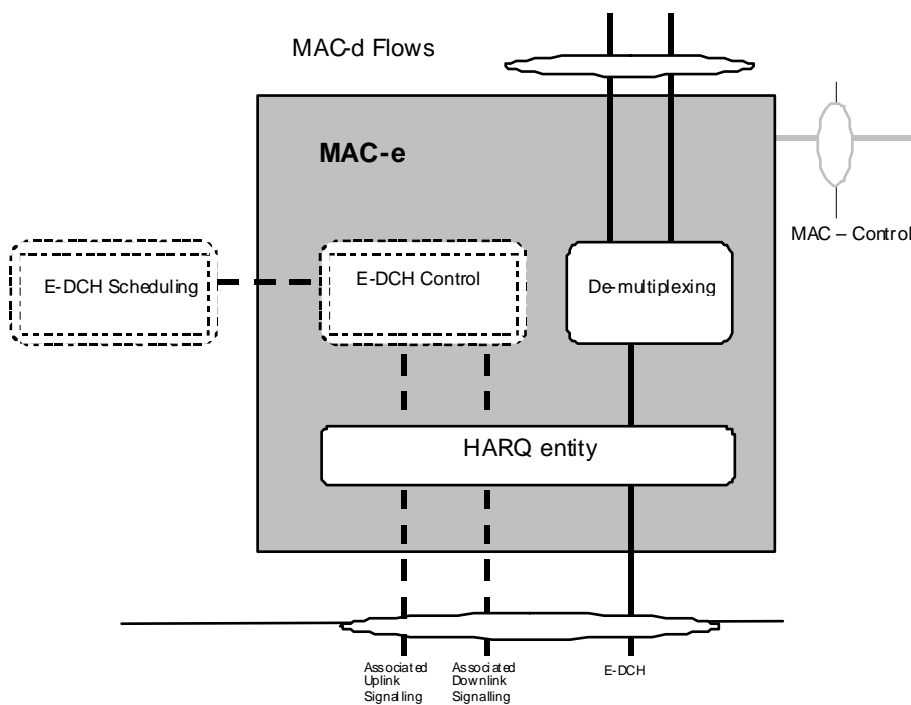 MAC-d Flows
MAC-e
MAC – Control
E-DCH Scheduling
E-DCH Control
De-multiplexing
HARQ entity
Associated
Uplink
Signalling
Associated
Downlink
Signalling
E-DCH